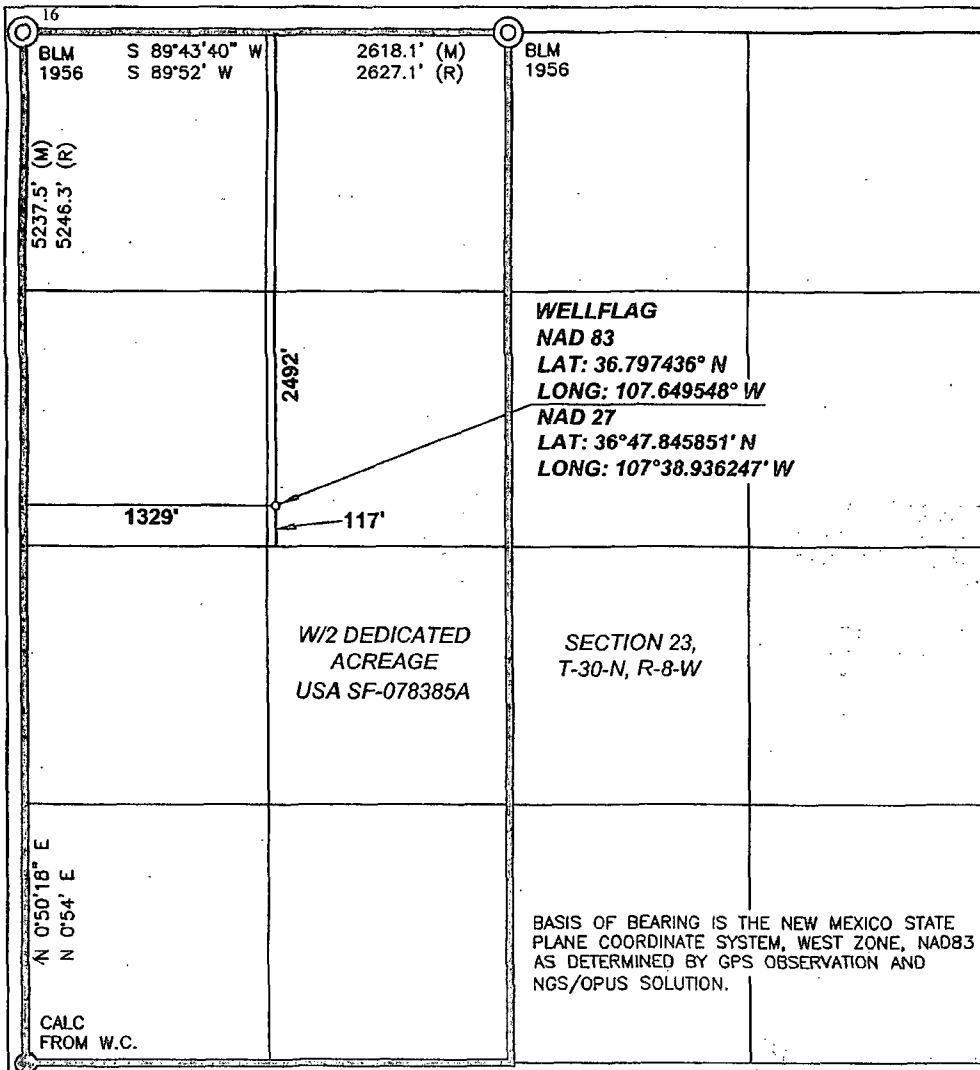 16
BLM
1956
S 89°43'40" W
S 89°52' W
2618.1' (M)
2627.1' (R)
BLM
1956
5237.5' (M)
5246.3' (R)
WELLFLAG
NAD 83
LAT: 36.797436° N
LONG: 107.649548° W
NAD 27
LAT: 36°47.845851' N
LONG: 107°38.936247' W
2492'
1329'
117'
W/2 DEDICATED
ACREAGE
USA SF-078385A
SECTION 23,
T-30-N, R-8-W
N 0°50'18" E
N 0°54' E
BASIS OF BEARING IS THE NEW MEXICO STATE
PLANE COORDINATE SYSTEM, WEST ZONE, NAD83
AS DETERMINED BY GPS OBSERVATION AND
NGS/OPUS SOLUTION.
CALC
FROM W.C.